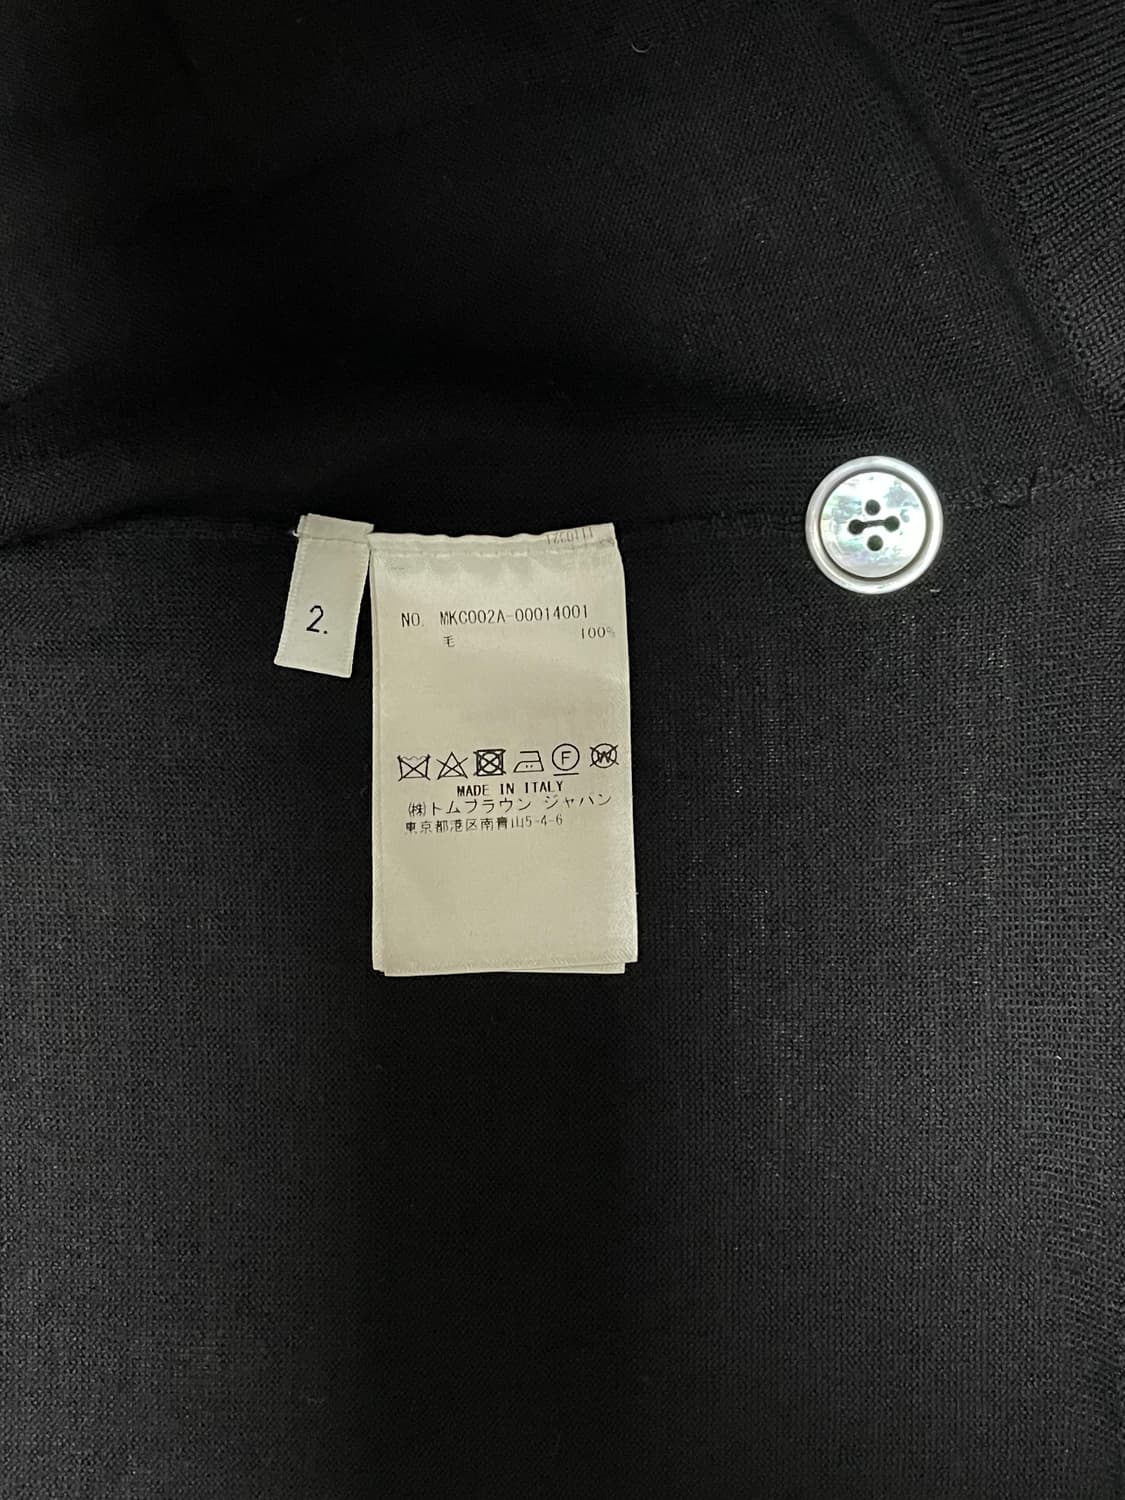 2.
NO. MKC002A-00014001
毛 100%
F W
MADE IN ITALY
㈱トムブラウン ジャパン
東京都港区南青山5-4-6